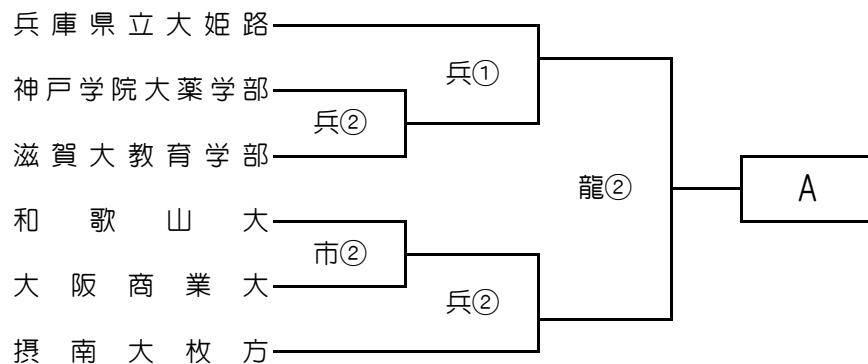 兵庫県立大姫路
兵①
神戸学院大薬学部
兵②
滋賀大教育学部
龍②
A
和歌山大
市②
大阪商業大
兵②
摂南大枚方